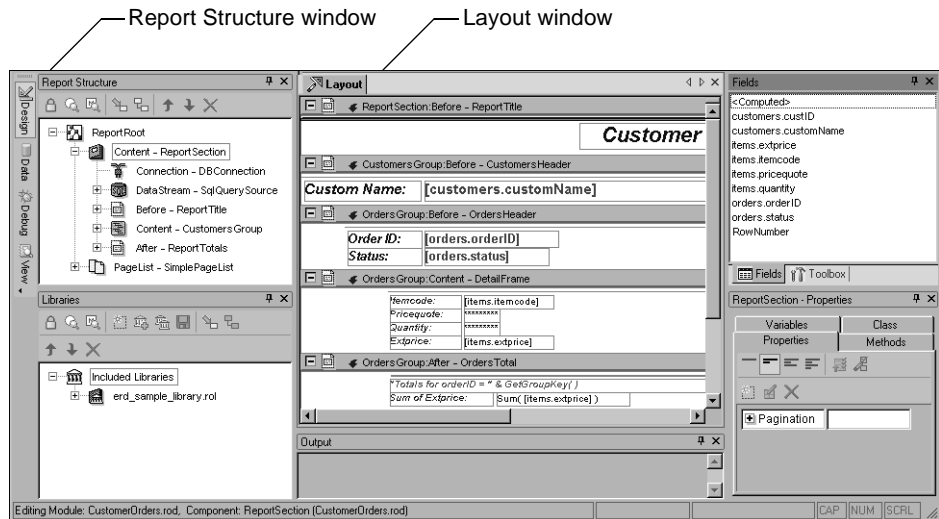 Report Structure window
Layout window
Report Structure
Design
Data
Debug
View
ReportRoot
Content - ReportSection
Connection - DBConnection
DataStream - SqlQuerySource
Before - ReportTitle
Content - CustomersGroup
After - ReportTotals
PageList - SimplePageList
Libraries
Included Libraries
erd_sample_library.rol
Layout
ReportSection:Before - ReportTitle
Customer
CustomersGroup:Before - CustomersHeader
Custom Name: [customers.customName]
OrdersGroup:Before - OrdersHeader
Order ID: [orders.orderID]
Status: [orders.status]
OrdersGroup:Content - DetailFrame
Itemcode: [items.itemcode]
Pricequote: *********
Quantity: *********
Extprice: [items.extprice]
OrdersGroup:After - OrdersTotal
"Totals for orderID = " & GetGroupKey( )
Sum of Extprice: Sum( [items.extprice] )
Output
Fields
<Computed>
customers.custID
customers.customName
items.extprice
items.itemcode
items.pricequote
items.quantity
orders.orderID
orders.status
RowNumber
Fields Toolbox
ReportSection - Properties
Variables Class
Properties Methods
Pagination
Editing Module: CustomerOrders.rod, Component: ReportSection (CustomerOrders.rod)
CAP NUM SCRL